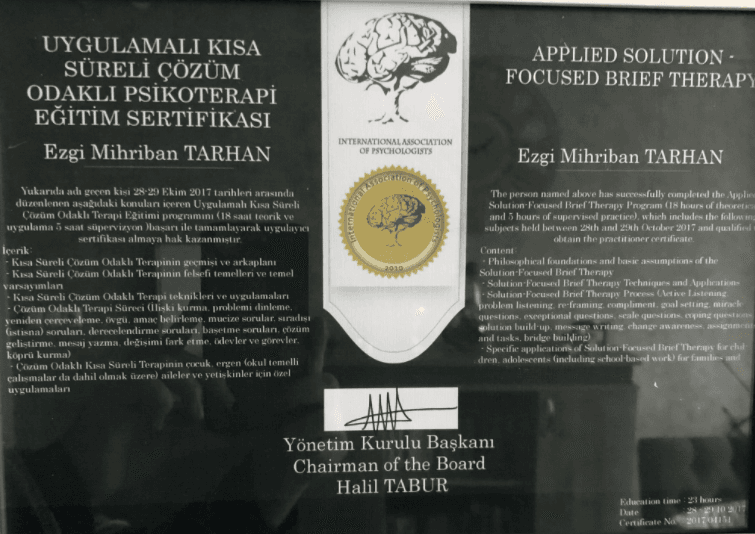 UYGULAMALI KISA
SÜRELİ ÇÖZÜM
ODAKLI PSİKOTERAPİ
EĞİTİM SERTİFİKASI
Ezgi Mihriban TARHAN
Yukarıda adı geçen kişi 28-29 Ekim 2017 tarihleri arasında
düzenlenen aşağıdaki konuları içeren Uygulamalı Kısa Süreli
Çözüm Odaklı Terapi Eğitimi programını (18 saat teorik ve
uygulama 5 saat süpervizyon )başarı ile tamamlayarak uygulayıcı
sertifikası almaya hak kazanmıştır.
İçerik:
- Kısa Süreli Çözüm Odaklı Terapinin geçmişi ve arkaplanı
- Kısa Süreli Çözüm Odaklı Terapinin felsefi temelleri ve temel
varsayımları
- Kısa Süreli Çözüm Odaklı Terapi teknikleri ve uygulamaları
- Çözüm Odaklı Terapi Süreci (İlişki kurma, problemi dinleme,
yeniden çerçeveleme, övgü, amaç belirleme, mucize sorular, sıradışı
(istisna) soruları, derecelendirme soruları, başetme soruları, çözüm
geliştirme, mesaj yazma, değişimi fark etme, ödevler ve görevler,
köprü kurma)
- Çözüm Odaklı Kısa Süreli Terapinin çocuk, ergen (okul temelli
çalışmalar da dahil olmak üzere) aileler ve yetişkinler için özel
uygulamaları
INTERNATIONAL ASSOCIATION
OF PSYCHOLOGISTS
International Association of Psychologists
2010
APPLIED SOLUTION -
FOCUSED BRIEF THERAPY
Ezgi Mihriban TARHAN
The person named above has successfully completed the Applied
Solution-Focused Brief Therapy Program (18 hours of theoretical
and 5 hours of supervised practice), which includes the following
subjects held between 28th and 29th October 2017 and qualified
obtain the practitioner certificate.
Content:
- Philosophical foundations and basic assumptions of the
Solution-Focused Brief Therapy
- Solution-Focused Brief Therapy Techniques and Applications
- Solution-Focused Brief Therapy Process (Active Listening,
problem listening, re-framing, compliment, goal setting, miracle
questions, exceptional questions, scale questions, coping questions
solution build-up, message writing, change awareness, assignments
and tasks, bridge building)
- Specific applications of Solution-Focused Brief Therapy for chil-
dren, adolescents (including school-based work) for families and
Yönetim Kurulu Başkanı
Chairman of the Board
Halil TABUR
Education time : 23 hours
Date : 28 - 29.10.2017
Certificate No. : 2017.04151